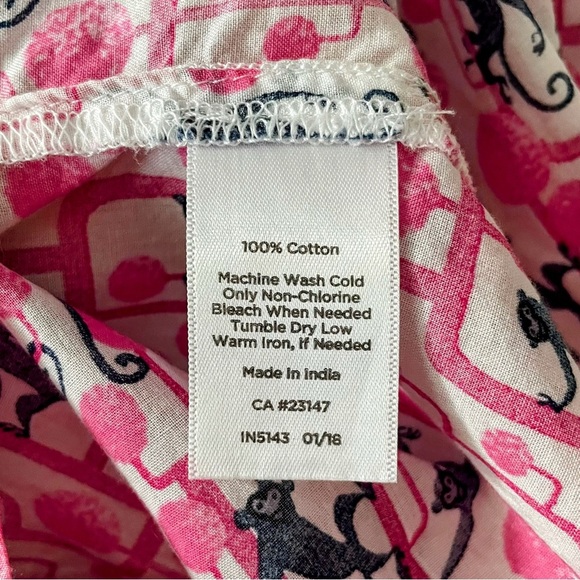 100% Cotton
Machine Wash Cold
Only Non-Chlorine
Bleach When Needed
Tumble Dry Low
Warm Iron, if Needed
Made in India
CA #23147
IN5143 01/18